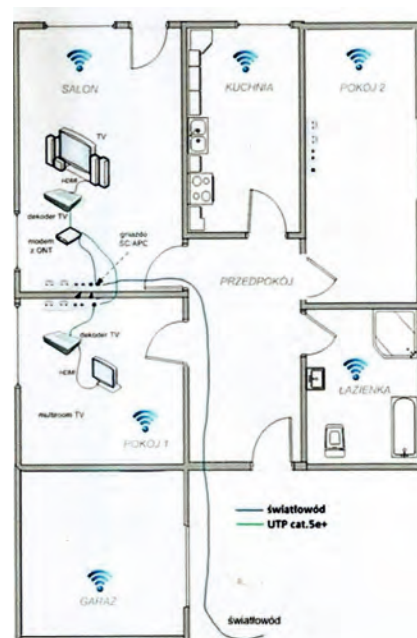 SALON
KUCHNIA
POKÓJ 2
TV
HDMI
dekoder TV
modem
z ONT
gniazdo
SC APC
PRZEDPOKÓJ
dekoder TV
HDMI
multiroom TV
POKÓJ 1
ŁAZIENKA
światłowód
UTP cat.5e+
GARAŻ
światłowód